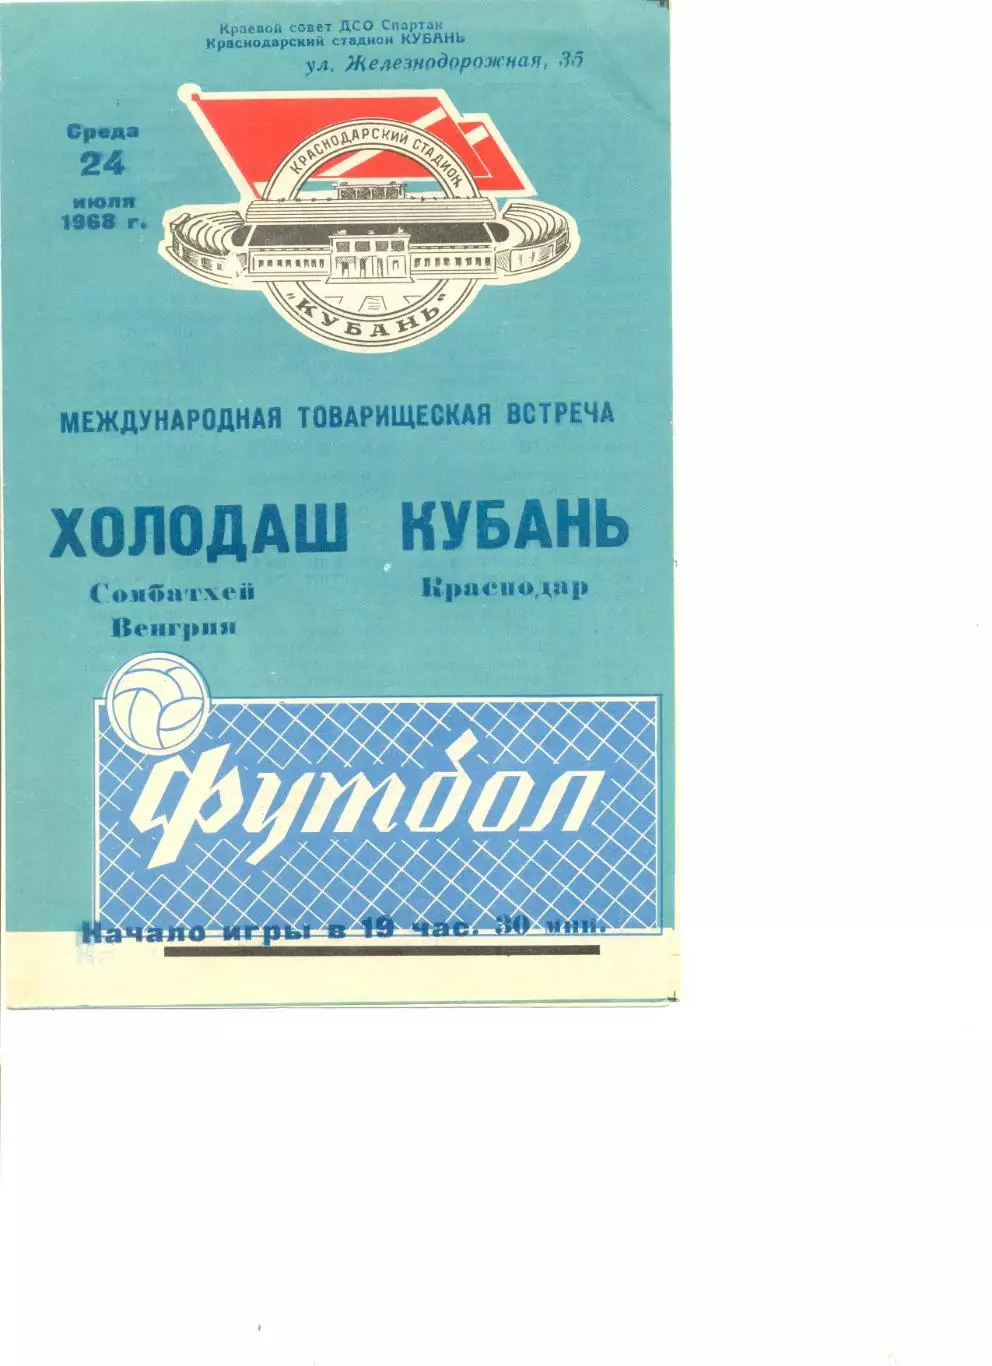 Краевой совет ДСО Спартак
Краснодарский стадион КУБАНЬ
ул. Железнодорожная, 35
Среда
24
июля
1968 г.
КРАСНОДАРСКИЙ СТАДИОН
„КУБАНЬ“
МЕЖДУНАРОДНАЯ ТОВАРИЩЕСКАЯ ВСТРЕЧА
ХОЛОДАШ КУБАНЬ
Сомбатхей Краснодар
Венгрия
Футбол
Начало игры в 19 час. 30 мин.